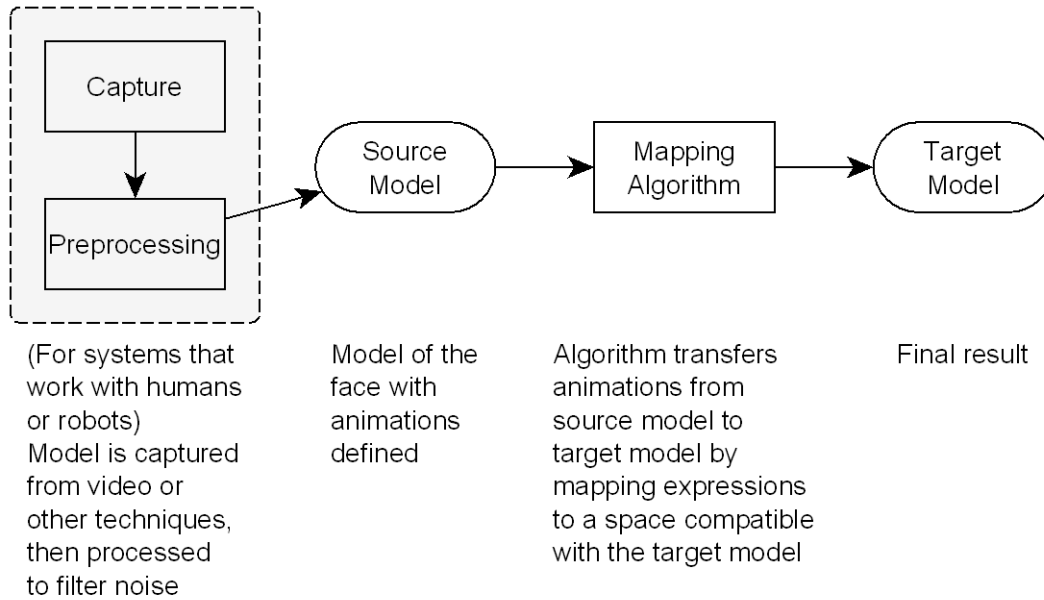 Capture
Preprocessing
Source
Model
Mapping
Algorithm
Target
Model
(For systems that
work with humans
or robots)
Model is captured
from video or
other techniques,
then processed
to filter noise
Model of the
face with
animations
defined
Algorithm transfers
animations from
source model to
target model by
mapping expressions
to a space compatible
with the target model
Final result